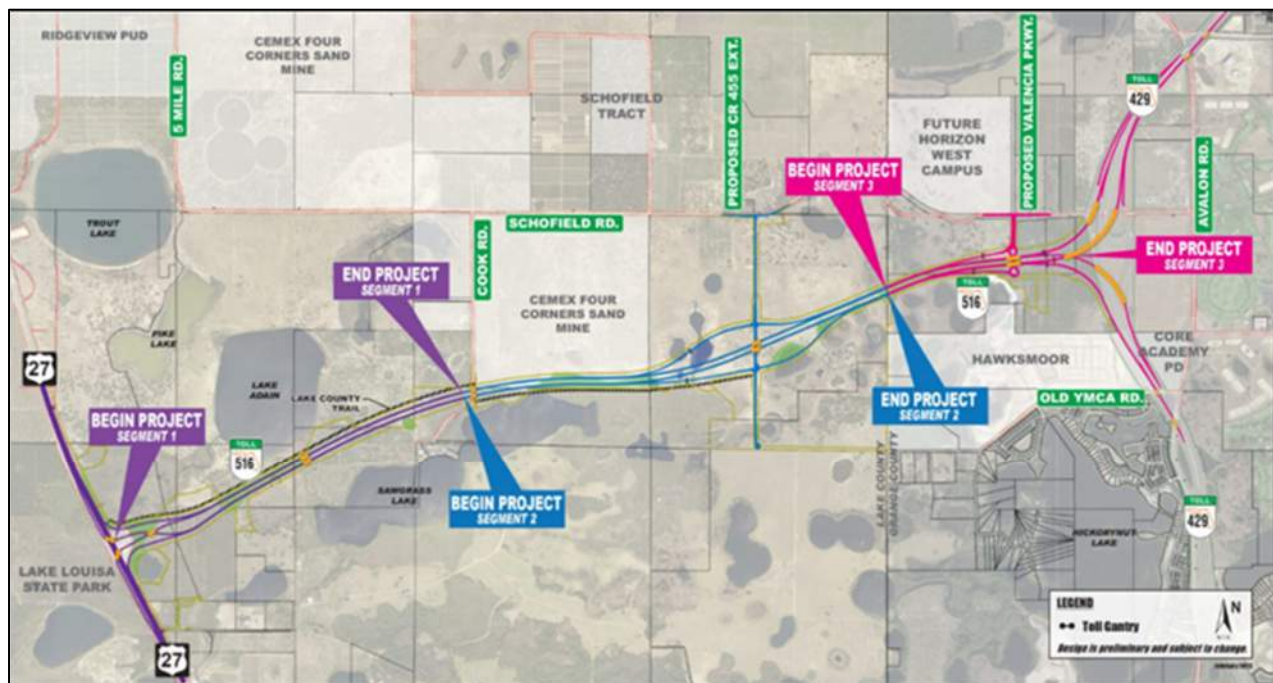 RIDGEVIEW PUD
5 MILE RD.
CEMEX FOUR
CORNERS SAND
MINE
SCHOFIELD
TRACT
PROPOSED CR 455 EXT.
FUTURE
HORIZON
WEST
CAMPUS
PROPOSED VALENCIA PKWY.
TOLL
429
AVALON RD.
BEGIN PROJECT
SEGMENT 3
TROUT
LAKE
SCHOFIELD RD.
COOK RD.
END PROJECT
SEGMENT 1
END PROJECT
SEGMENT 3
CEMEX FOUR
CORNERS SAND
MINE
TOLL
516
PIKE
LAKE
HAWKSMOOR
CORE
ACADEMY
PD
27
LAKE
ADAIN
LAKE COUNTY
TRAIL
END PROJECT
SEGMENT 2
OLD YMCA RD.
BEGIN PROJECT
SEGMENT 1
TOLL
516
SAWGRASS
LAKE
BEGIN PROJECT
SEGMENT 2
LAKE COUNTY
ORANGE COUNTY
TOLL
429
HICKORYNUT
LAKE
LAKE LOUISA
STATE PARK
27
LEGEND
Toll Gantry
N
Design is preliminary and subject to change.